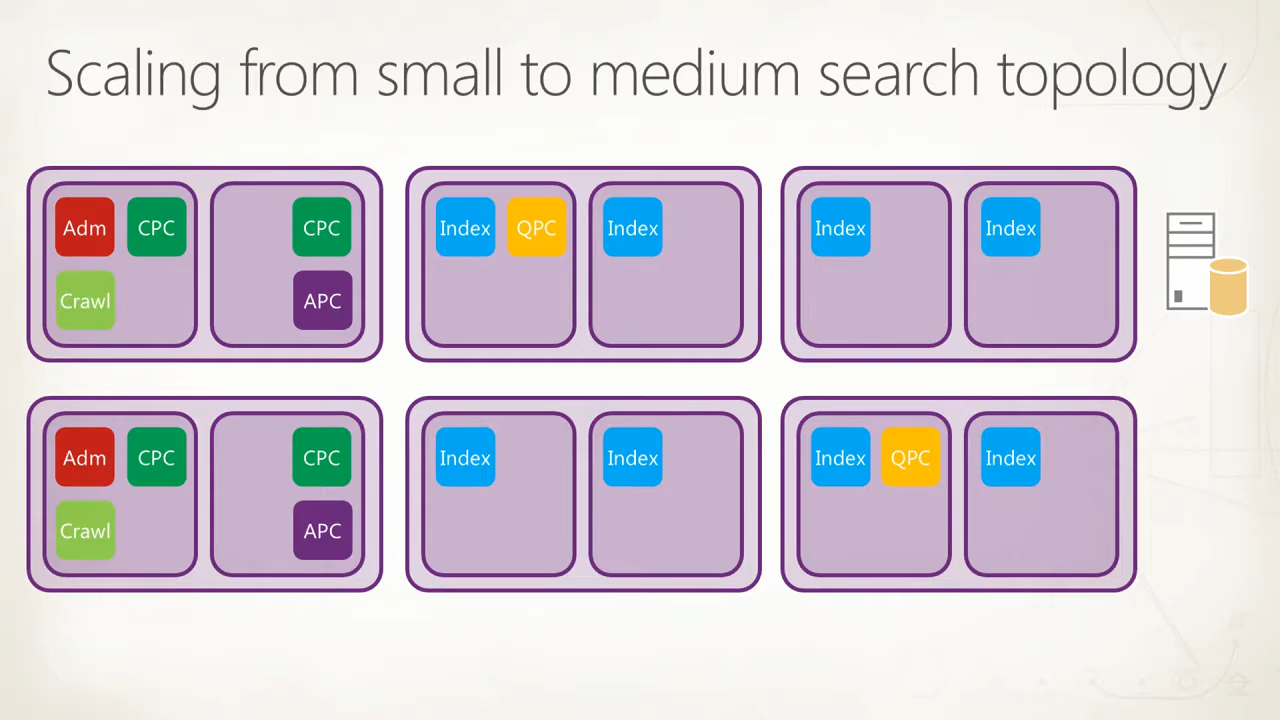 Scaling from small to medium search topology
Adm CPC CPC Index QPC Index Index Index
Crawl APC
Adm CPC CPC Index Index Index QPC Index
Crawl APC